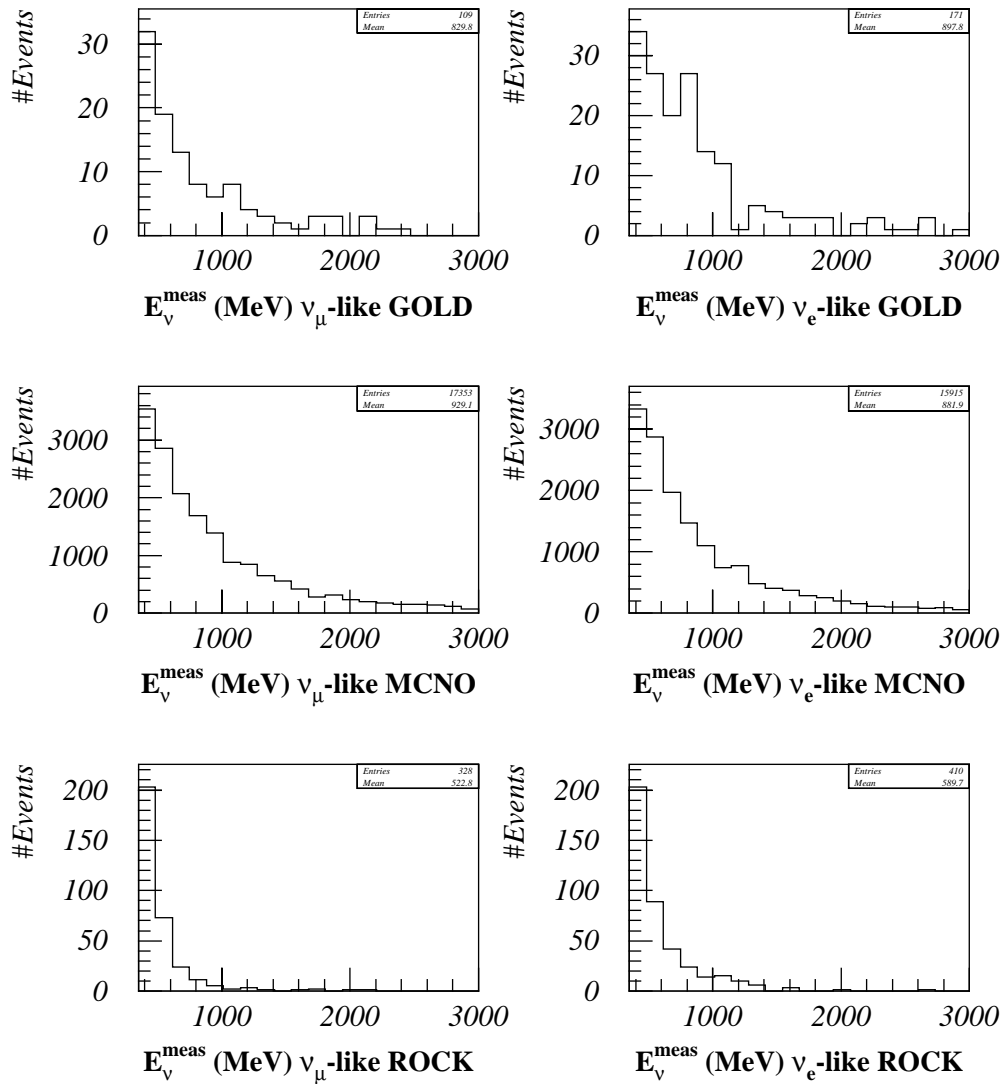 Entries 109
Mean 829.8
#Events
30
20
10
0
1000 2000 3000
E_ν^meas (MeV) ν_μ-like GOLD
Entries 171
Mean 897.8
#Events
30
20
10
0
1000 2000 3000
E_ν^meas (MeV) ν_e-like GOLD
Entries 17353
Mean 929.1
#Events
3000
2000
1000
0
1000 2000 3000
E_ν^meas (MeV) ν_μ-like MCNO
Entries 15915
Mean 881.9
#Events
3000
2000
1000
0
1000 2000 3000
E_ν^meas (MeV) ν_e-like MCNO
Entries 328
Mean 522.8
#Events
200
150
100
50
0
1000 2000 3000
E_ν^meas (MeV) ν_μ-like ROCK
Entries 410
Mean 589.7
#Events
200
150
100
50
0
1000 2000 3000
E_ν^meas (MeV) ν_e-like ROCK